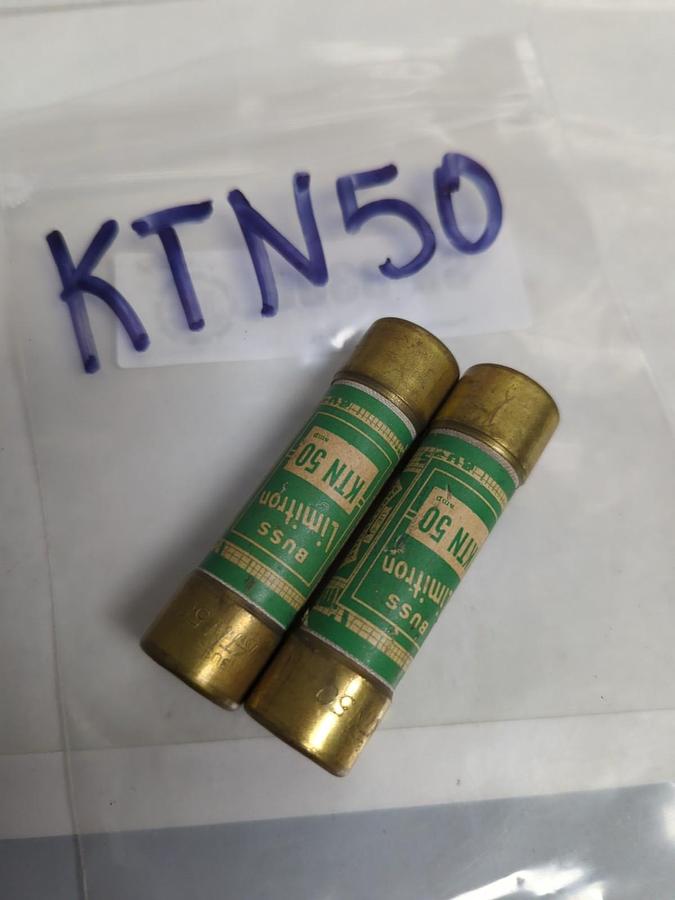 KTN50
BUSS
Limitron
KTN 50
amp
BUSS
Limitron
KTN 50
amp